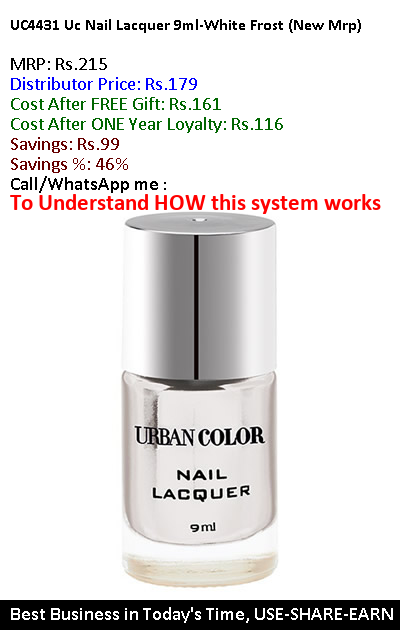 UC4431 Uc Nail Lacquer 9ml-White Frost (New Mrp)
MRP: Rs.215
Distributor Price: Rs.179
Cost After FREE Gift: Rs.161
Cost After ONE Year Loyalty: Rs.116
Savings: Rs.99
Savings %: 46%
Call/WhatsApp me :
To Understand HOW this system works
URBAN COLOR
NAIL
LACQUER
9ml
Best Business in Today's Time, USE-SHARE-EARN